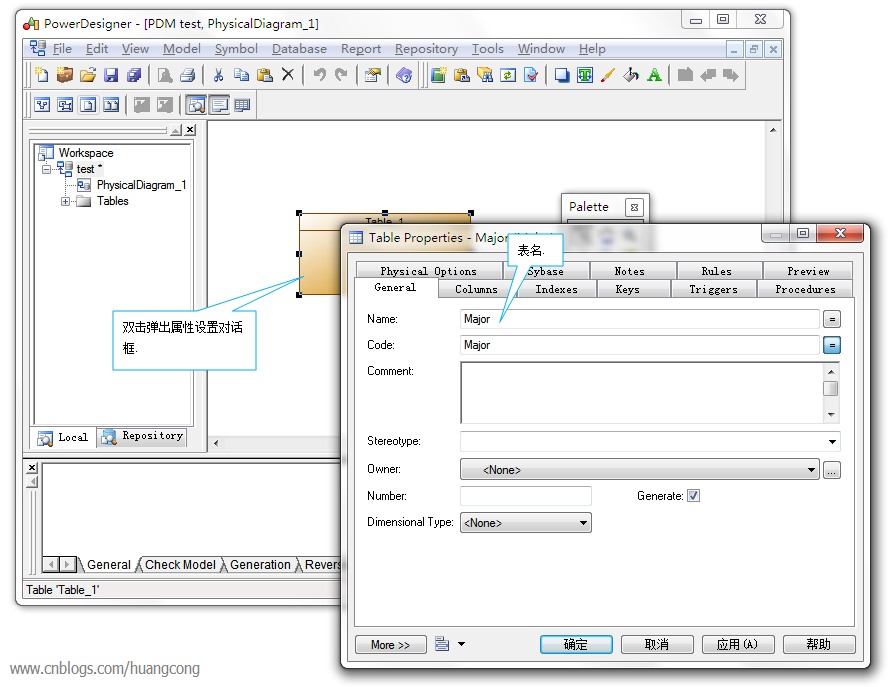 PowerDesigner - [PDM test, PhysicalDiagram_1]
File Edit View Model Symbol Database Report Repository Tools Window Help
Workspace
test *
PhysicalDiagram_1
Tables
Local Repository
Table_1
双击弹出属性设置对话
框.
Palette
Table Properties - Major
表名.
Physical Options Sybase Notes Rules Preview
General Columns Indexes Keys Triggers Procedures
Name: Major =
Code: Major =
Comment:
Stereotype:
Owner: <None> ...
Number: Generate:
Dimensional Type: <None>
More >> 确定 取消 应用(A) 帮助
General Check Model Generation Revers
Table 'Table_1'
www.cnblogs.com/huangcong